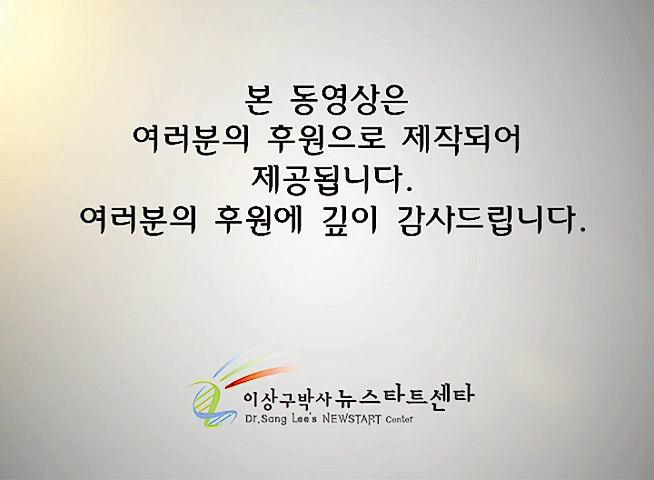 본 동영상은
여러분의 후원으로 제작되어
제공됩니다.
여러분의 후원에 깊이 감사드립니다.
이상구박사 뉴스타트센타
Dr.Sang Lee's NEWSTART Center